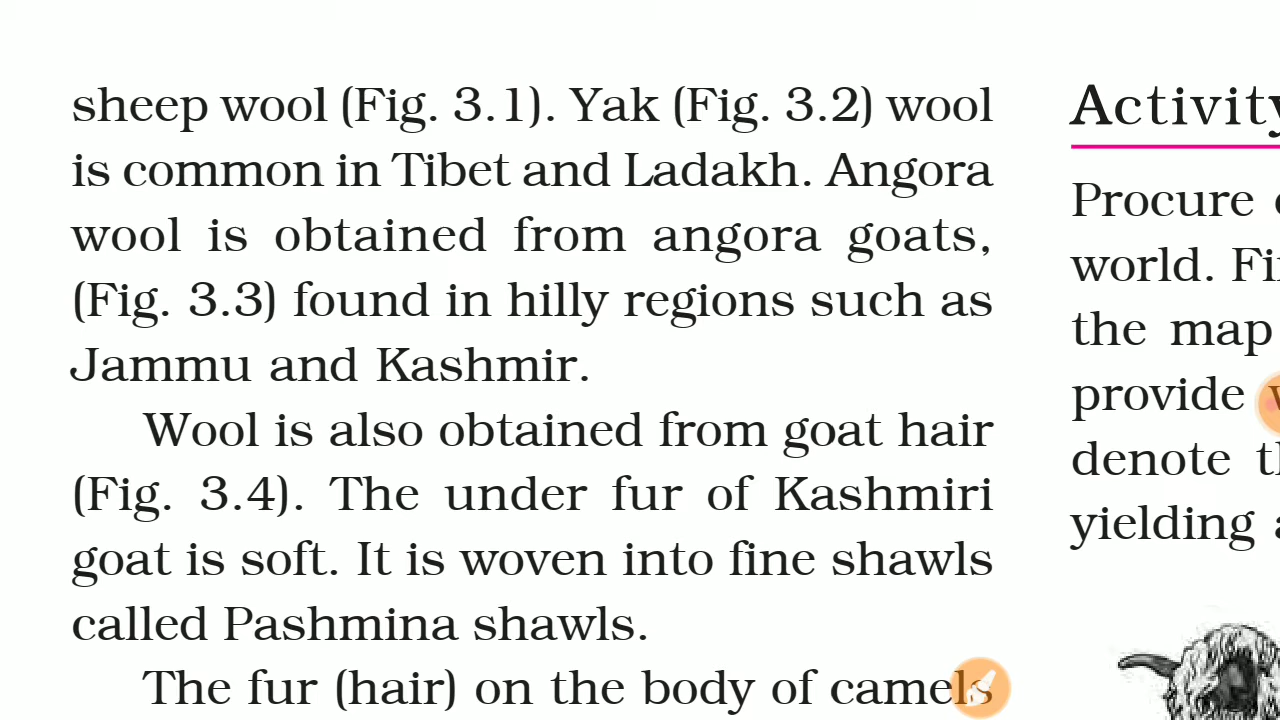 sheep wool (Fig. 3.1). Yak (Fig. 3.2) wool
is common in Tibet and Ladakh. Angora
wool is obtained from angora goats,
(Fig. 3.3) found in hilly regions such as
Jammu and Kashmir.
Wool is also obtained from goat hair
(Fig. 3.4). The under fur of Kashmiri
goat is soft. It is woven into fine shawls
called Pashmina shawls.
The fur (hair) on the body of camels
Activity
Procure
world.
the map
provide
denote
yielding